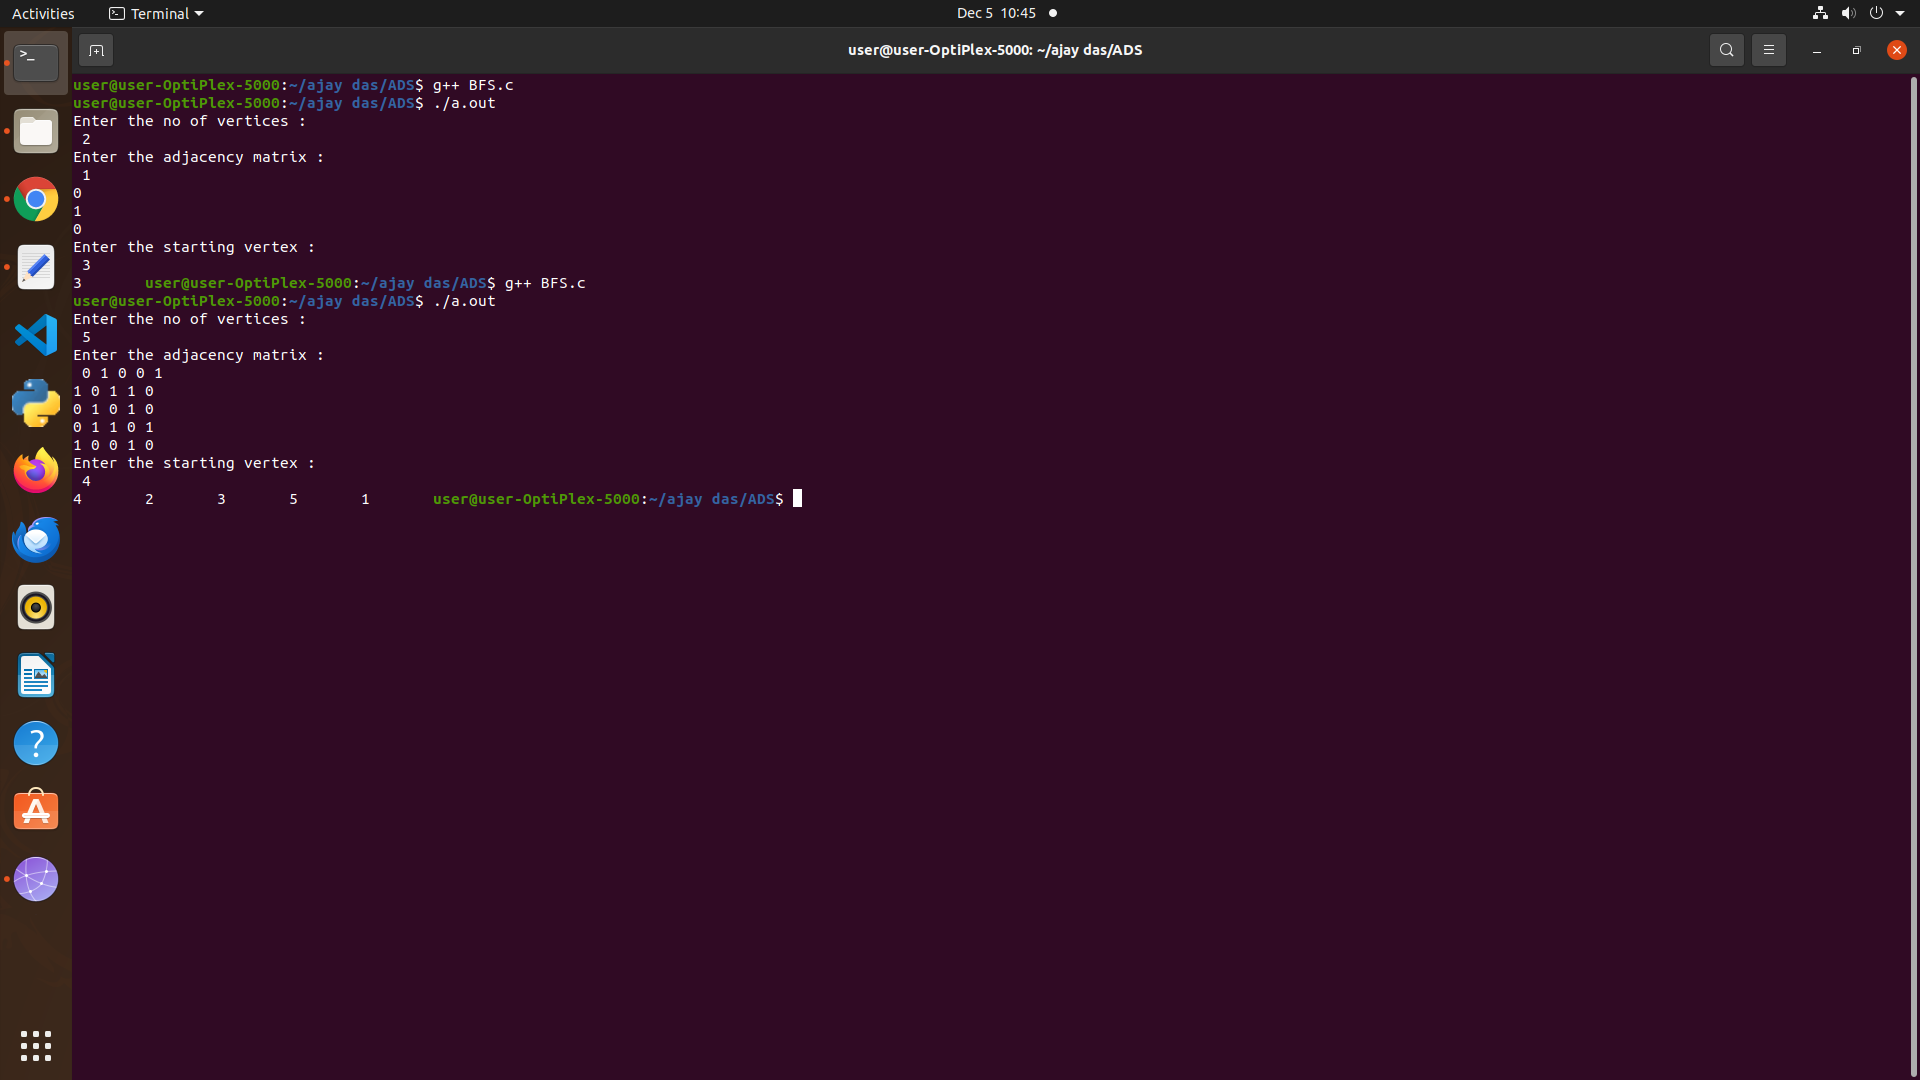 Activities Terminal Dec 5 10:45
user@user-OptiPlex-5000: ~/ajay das/ADS
user@user-OptiPlex-5000:~/ajay das/ADS$ g++ BFS.c
user@user-OptiPlex-5000:~/ajay das/ADS$ ./a.out
Enter the no of vertices :
2
Enter the adjacency matrix :
1
0
1
0
Enter the starting vertex :
3
3 user@user-OptiPlex-5000:~/ajay das/ADS$ g++ BFS.c
user@user-OptiPlex-5000:~/ajay das/ADS$ ./a.out
Enter the no of vertices :
5
Enter the adjacency matrix :
0 1 0 0 1
1 0 1 1 0
0 1 0 1 0
0 1 1 0 1
1 0 0 1 0
Enter the starting vertex :
4
4 2 3 5 1 user@user-OptiPlex-5000:~/ajay das/ADS$